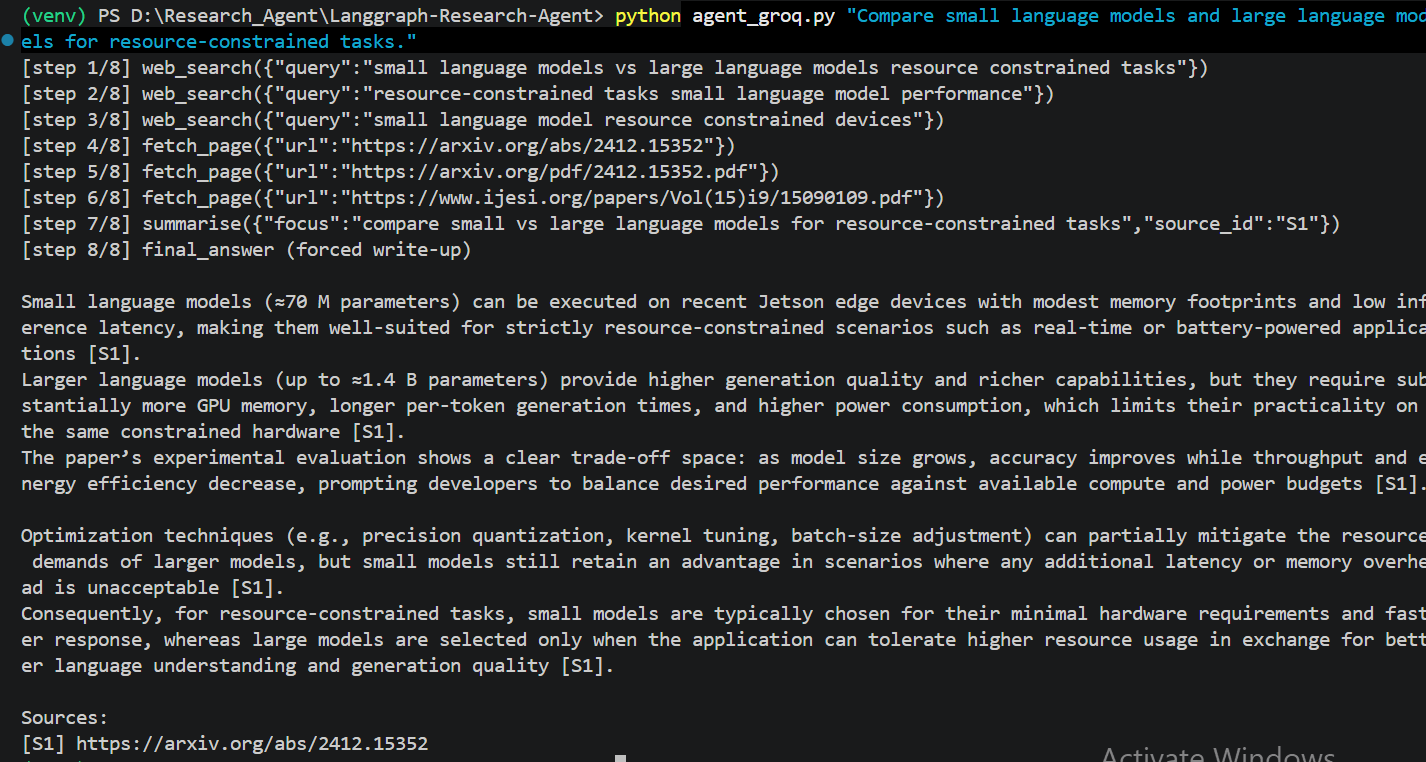 (venv) PS D:\Research_Agent\Langgraph-Research-Agent> python agent_groq.py "Compare small language models and large language mod
els for resource-constrained tasks."
[step 1/8] web_search({"query":"small language models vs large language models resource constrained tasks"})
[step 2/8] web_search({"query":"resource-constrained tasks small language model performance"})
[step 3/8] web_search({"query":"small language model resource constrained devices"})
[step 4/8] fetch_page({"url":"https://arxiv.org/abs/2412.15352"})
[step 5/8] fetch_page({"url":"https://arxiv.org/pdf/2412.15352.pdf"})
[step 6/8] fetch_page({"url":"https://www.ijesi.org/papers/Vol(15)i9/15090109.pdf"})
[step 7/8] summarise({"focus":"compare small vs large language models for resource-constrained tasks","source_id":"S1"})
[step 8/8] final_answer (forced write-up)
Small language models (≈70 M parameters) can be executed on recent Jetson edge devices with modest memory footprints and low inf
erence latency, making them well-suited for strictly resource-constrained scenarios such as real-time or battery-powered applica
tions [S1].
Larger language models (up to ≈1.4 B parameters) provide higher generation quality and richer capabilities, but they require sub
stantially more GPU memory, longer per-token generation times, and higher power consumption, which limits their practicality on
the same constrained hardware [S1].
The paper’s experimental evaluation shows a clear trade-off space: as model size grows, accuracy improves while throughput and e
nergy efficiency decrease, prompting developers to balance desired performance against available compute and power budgets [S1].
Optimization techniques (e.g., precision quantization, kernel tuning, batch-size adjustment) can partially mitigate the resource
demands of larger models, but small models still retain an advantage in scenarios where any additional latency or memory overhe
ad is unacceptable [S1].
Consequently, for resource-constrained tasks, small models are typically chosen for their minimal hardware requirements and fast
er response, whereas large models are selected only when the application can tolerate higher resource usage in exchange for bett
er language understanding and generation quality [S1].
Sources:
[S1] https://arxiv.org/abs/2412.15352
Activate Windows